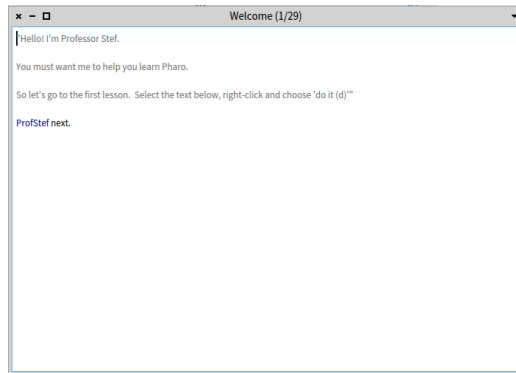 Welcome (1/29)
"Hello! I'm Professor Stef.
You must want me to help you learn Pharo.
So let's go to the first lesson.  Select the text below, right-click and choose 'do it (d)'"
ProfStef next.